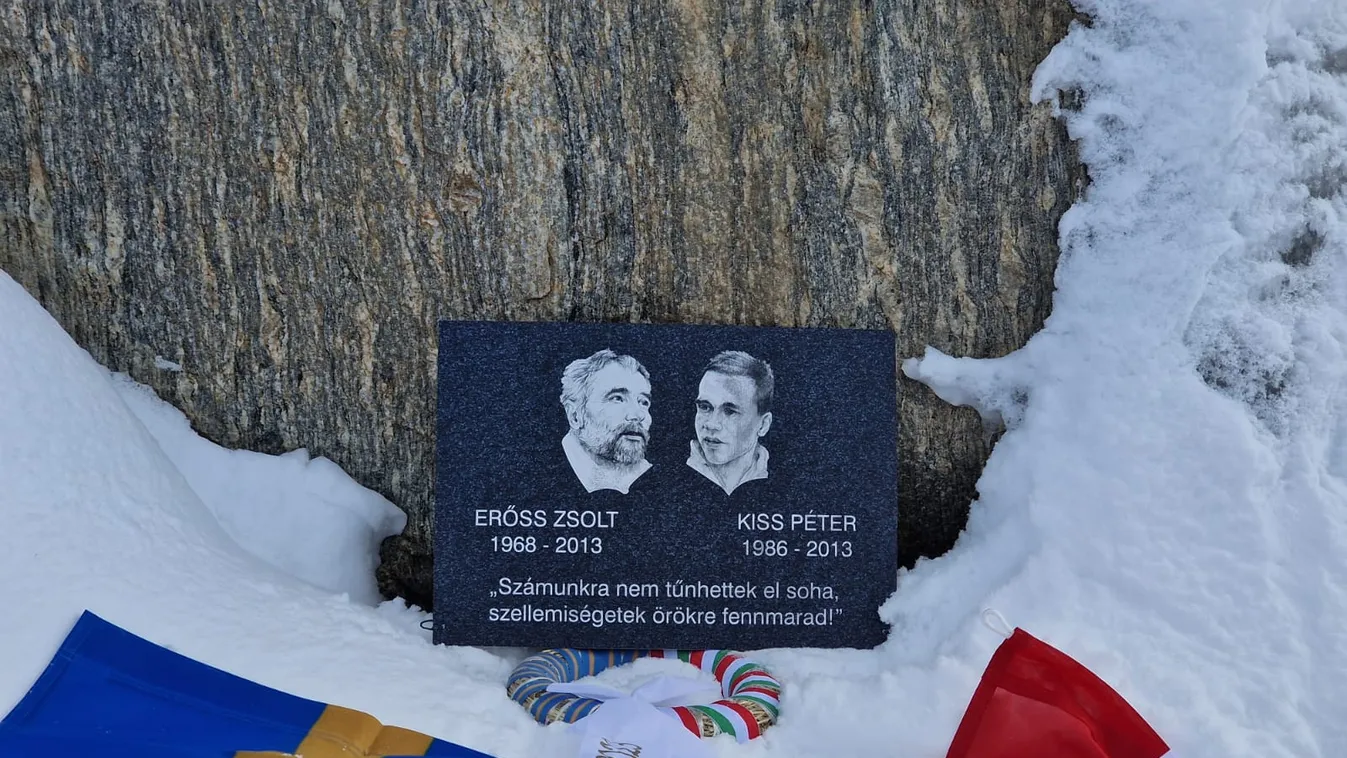 ERŐSS ZSOLT
1968 - 2013
KISS PÉTER
1986 - 2013
„Számunkra nem tűnhettek el soha,
szellemiségetek örökre fennmarad!”